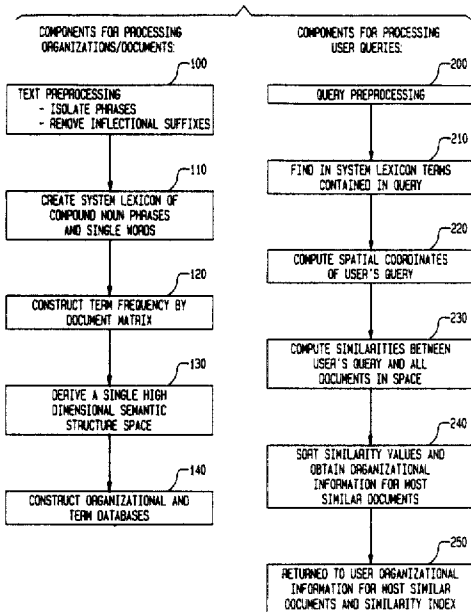 COMPONENTS FOR PROCESSING
ORGANIZATIONS/DOCUMENTS:
100
TEXT PREPROCESSING
- ISOLATE PHRASES
- REMOVE INFLECTIONAL SUFFIXES
110
CREATE SYSTEM LEXICON OF
COMPOUND NOUN PHRASES
AND SINGLE WORDS
120
CONSTRUCT TERM FREQUENCY BY
DOCUMENT MATRIX
130
DERIVE A SINGLE HIGH
DIMENSIONAL SEMANTIC
STRUCTURE SPACE
140
CONSTRUCT ORGANIZATIONAL AND
TERM DATABASES
COMPONENTS FOR PROCESSING
USER QUERIES:
200
QUERY PREPROCESSING
210
FIND IN SYSTEM LEXICON TERMS
CONTAINED IN QUERY
220
COMPUTE SPATIAL COORDINATES
OF USER'S QUERY
230
COMPUTE SIMILARITIES BETWEEN
USER'S QUERY AND ALL
DOCUMENTS IN SPACE
240
SORT SIMILARITY VALUES AND
OBTAIN ORGANIZATIONAL
INFORMATION FOR MOST
SIMILAR DOCUMENTS
250
RETURNED TO USER ORGANIZATIONAL
INFORMATION FOR MOST SIMILAR
DOCUMENTS AND SIMILARITY INDEX